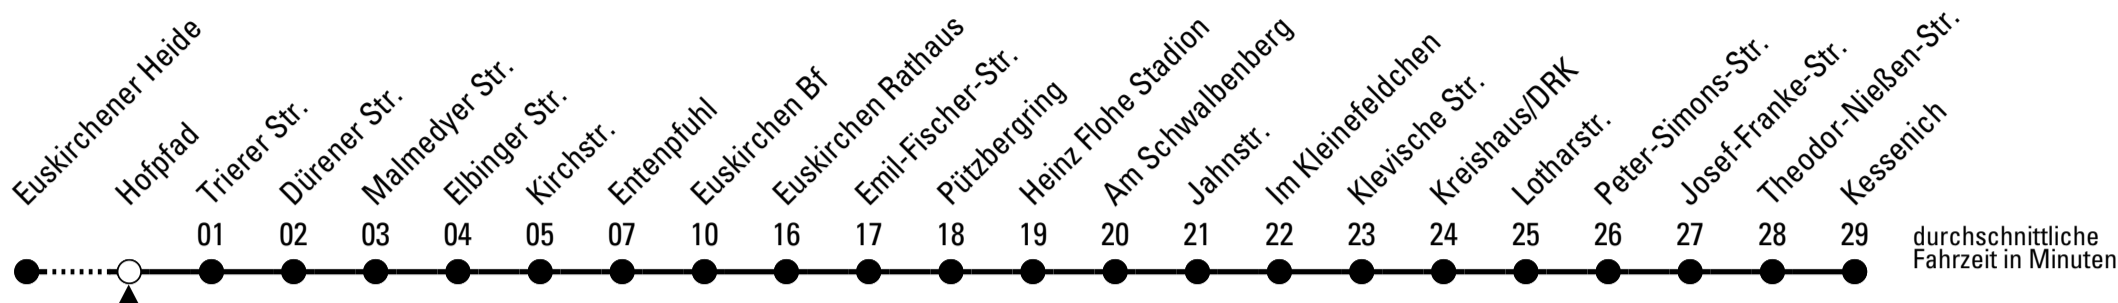 Euskirchener Heide
Hofpfad
Trierer Str.
Dürener Str.
Malmedyer Str.
Elbinger Str.
Kirchstr.
Entenpfuhl
Euskirchen Bf
Euskirchen Rathaus
Emil-Fischer-Str.
Pützbergring
Heinz Flohe Stadion
Am Schwalbenberg
Jahnstr.
Im Kleinefeldchen
Klevische Str.
Kreishaus/DRK
Lotharstr.
Peter-Simons-Str.
Josef-Franke-Str.
Theodor-Nießen-Str.
Kessenich
01 02 03 04 05 07 10 16 17 18 19 20 21 22 23 24 25 26 27 28 29
durchschnittliche
Fahrzeit in Minuten